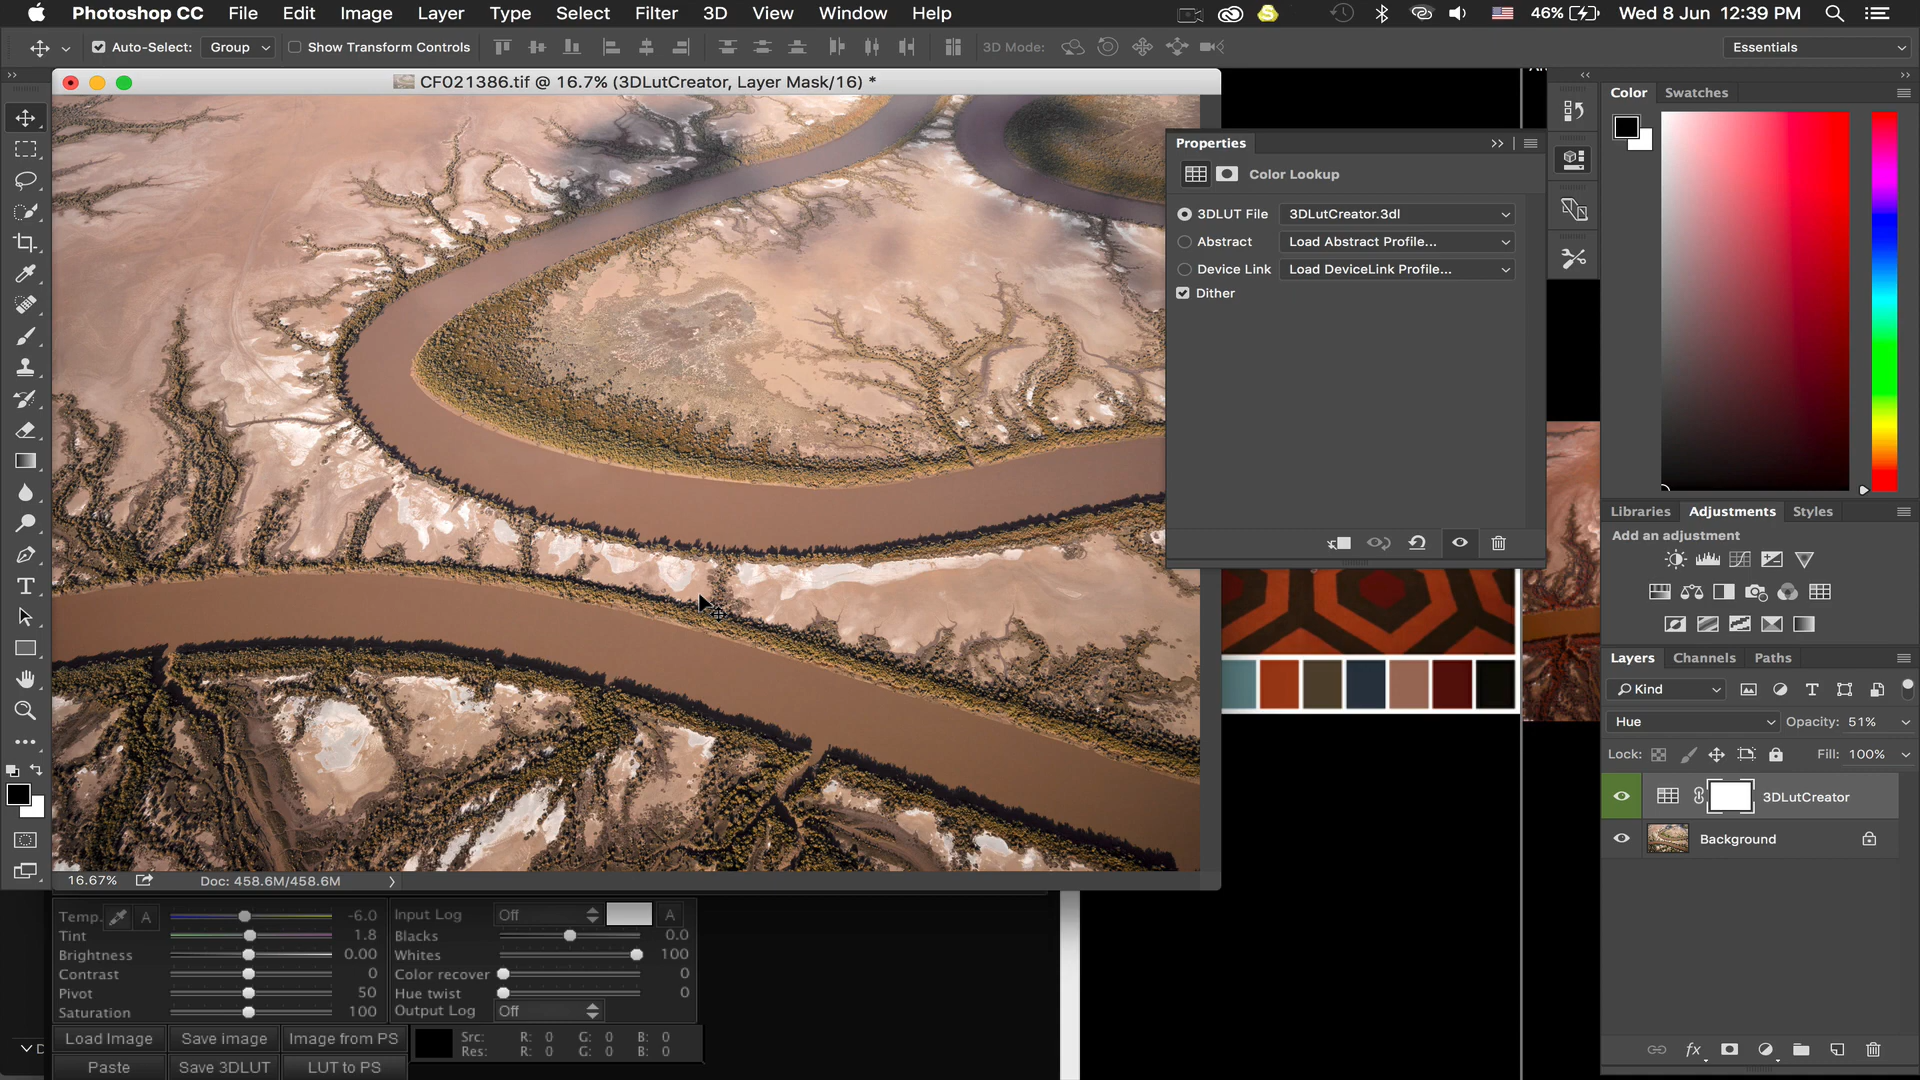 Photoshop CC File Edit Image Layer Type Select Filter 3D View Window Help 46% Wed 8 Jun 12:39 PM
Auto-Select: Group Show Transform Controls 3D Mode: Essentials
CF021386.tif @ 16.7% (3DLutCreator, Layer Mask/16) *
Color Swatches
Properties
Color Lookup
3DLUT File 3DLutCreator.3dl
Abstract Load Abstract Profile...
Device Link Load DeviceLink Profile...
Dither
Libraries Adjustments Styles
Add an adjustment
Layers Channels Paths
Kind
Hue Opacity: 51%
Lock: Fill: 100%
3DLutCreator
Background
16.67% Doc: 458.6M/458.6M
Temp. A -6.0 Input Log Off A
Tint 1.8 Blacks 0.0
Brightness 0.00 Whites 100
Contrast 0 Color recover 0
Pivot 50 Hue twist 0
Saturation 100 Output Log Off
Load Image Save image Image from PS Src: R: 0 G: 0 B: 0
Res: R: 0 G: 0 B: 0
Paste Save 3DLUT LUT to PS
fx